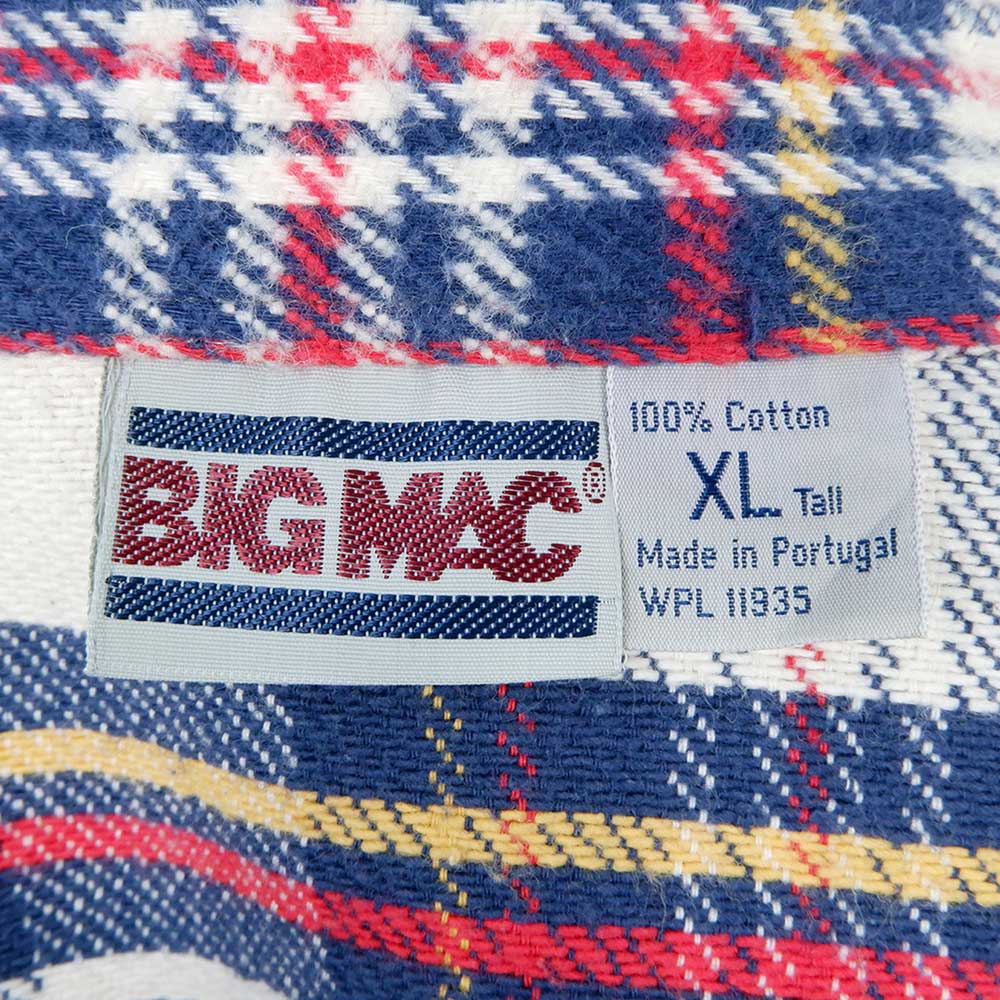 BIG MAC®
100% Cotton
XL Tall
Made in Portugal
WPL 11935